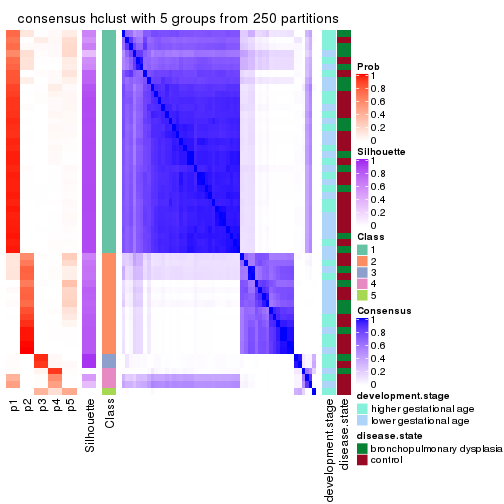 consensus hclust with 5 groups from 250 partitions
Prob
1
0.8
0.6
0.4
0.2
0
Silhouette
1
0.8
0.6
0.4
0.2
0
Class
1
2
3
4
5
Consensus
1
0.8
0.6
0.4
0.2
0
development.stage
higher gestational age
lower gestational age
disease.state
bronchopulmonary dysplasia
control
p1
p2
p3
p4
p5
Silhouette
Class
development.stage
disease.state